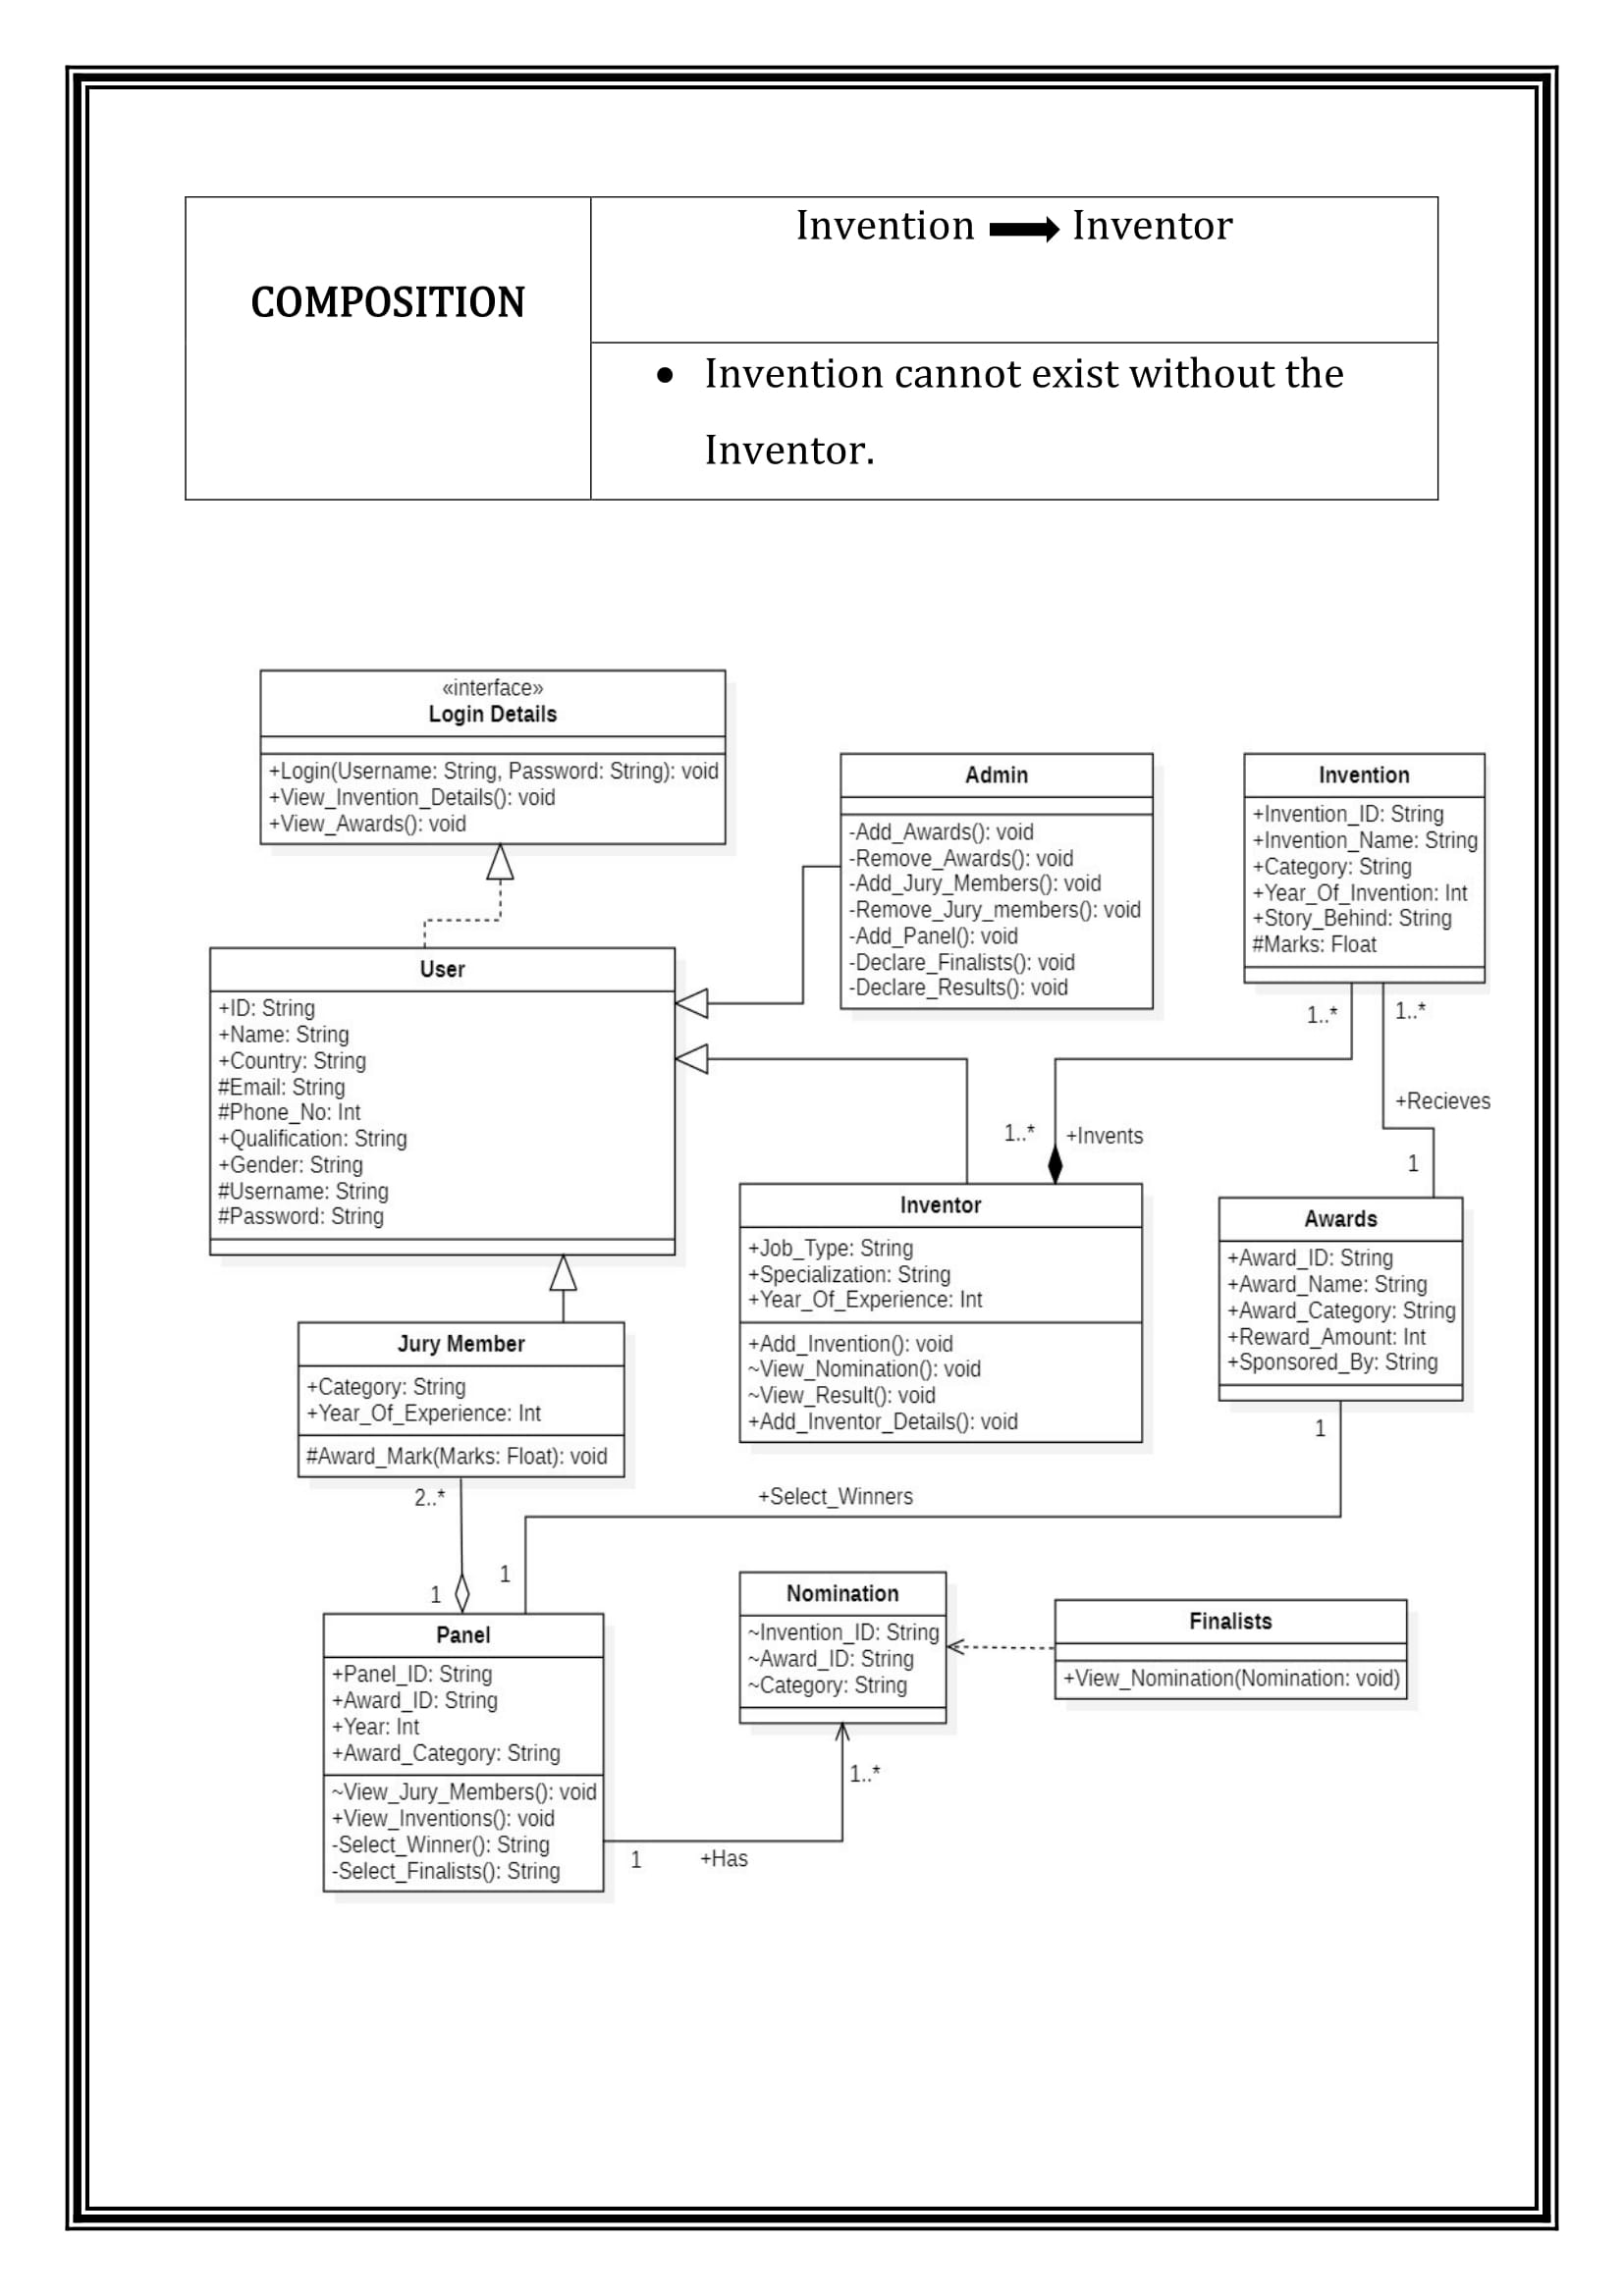 Invention Inventor
COMPOSITION
• Invention cannot exist without the
Inventor.
«interface»
Login Details
+Login(Username: String, Password: String): void
+View_Invention_Details(): void
+View_Awards(): void
Admin
-Add_Awards(): void
-Remove_Awards(): void
-Add_Jury_Members(): void
-Remove_Jury_members(): void
-Add_Panel(): void
-Declare_Finalists(): void
-Declare_Results(): void
Invention
+Invention_ID: String
+Invention_Name: String
+Category: String
+Year_Of_Invention: Int
+Story_Behind: String
#Marks: Float
User
+ID: String
+Name: String
+Country: String
#Email: String
#Phone_No: Int
+Qualification: String
+Gender: String
#Username: String
#Password: String
1..*
1..*
+Recieves
1
1..*
+Invents
Inventor
+Job_Type: String
+Specialization: String
+Year_Of_Experience: Int
+Add_Invention(): void
~View_Nomination(): void
~View_Result(): void
+Add_Inventor_Details(): void
Awards
+Award_ID: String
+Award_Name: String
+Award_Category: String
+Reward_Amount: Int
+Sponsored_By: String
1
Jury Member
+Category: String
+Year_Of_Experience: Int
#Award_Mark(Marks: Float): void
2..*
+Select_Winners
1
1
Panel
+Panel_ID: String
+Award_ID: String
+Year: Int
+Award_Category: String
~View_Jury_Members(): void
+View_Inventions(): void
-Select_Winner(): String
-Select_Finalists(): String
Nomination
~Invention_ID: String
~Award_ID: String
~Category: String
Finalists
+View_Nomination(Nomination: void)
1..*
1
+Has